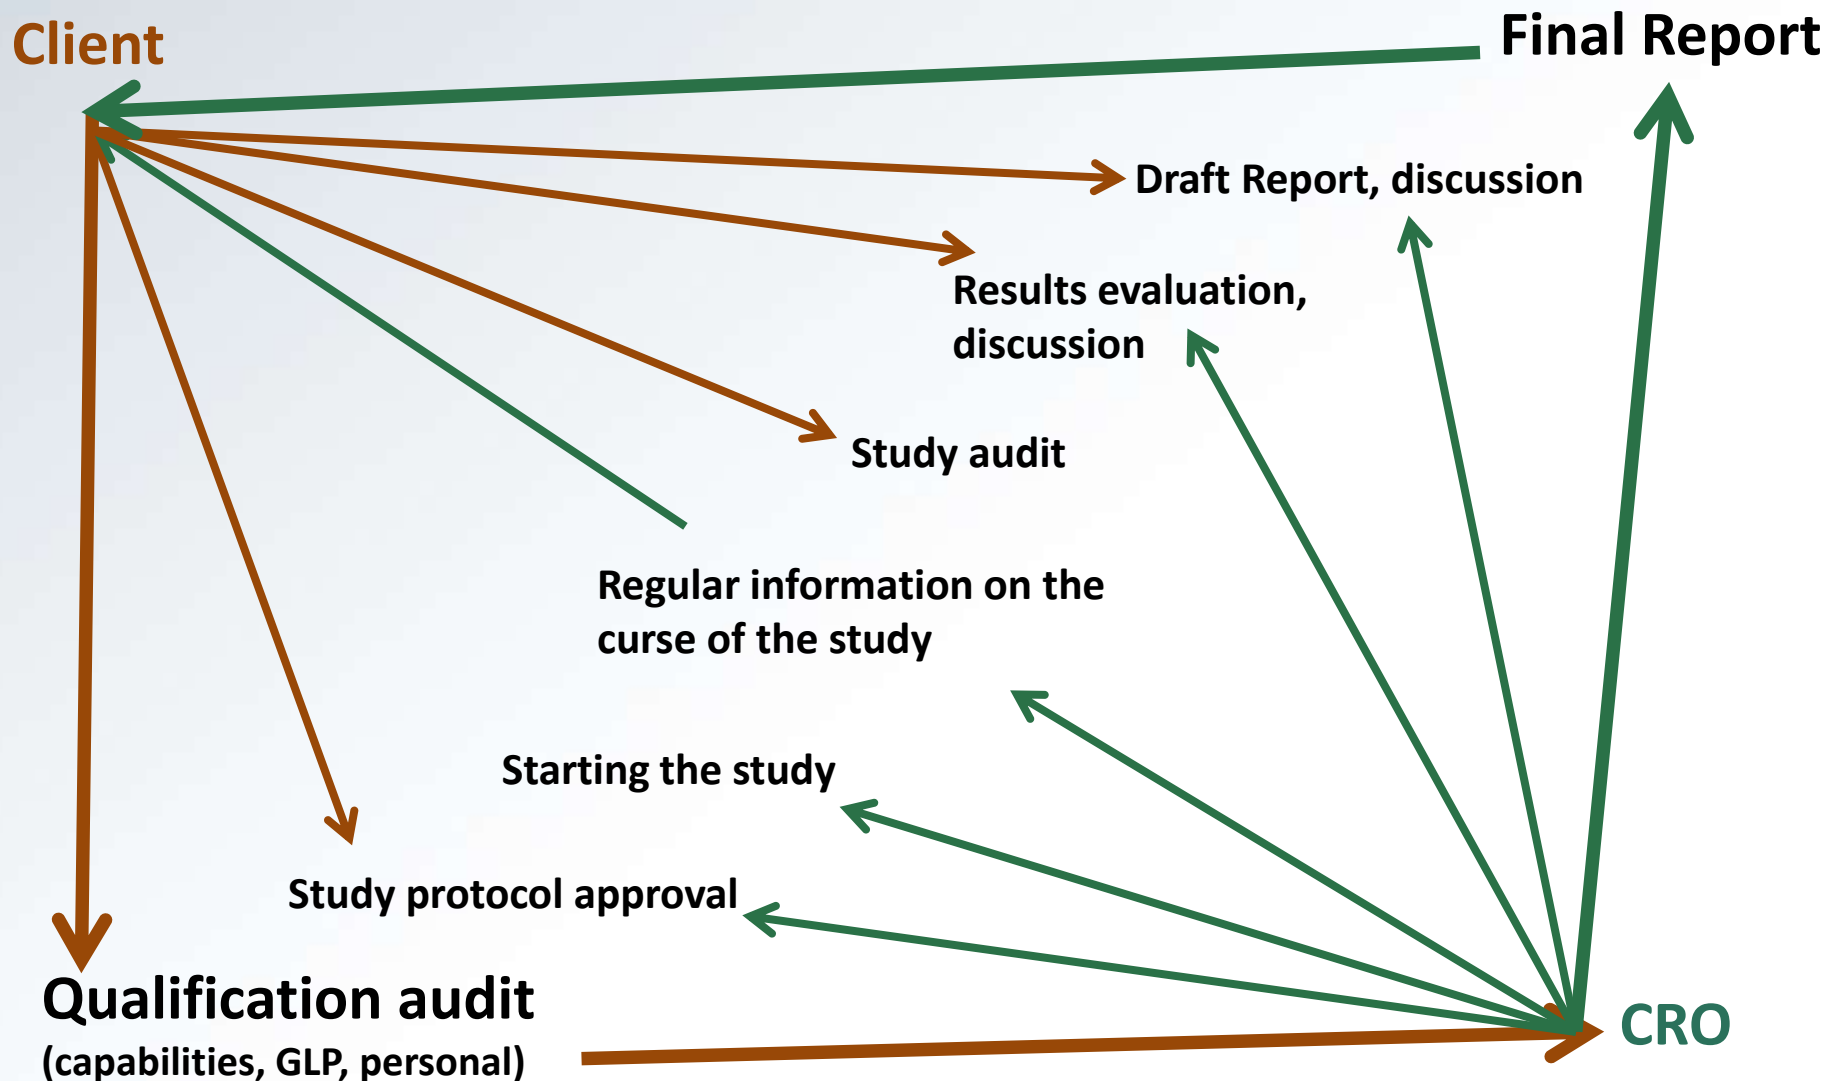 Client
Final Report
Draft Report, discussion
Results evaluation,
discussion
Study audit
Regular information on the
curse of the study
Starting the study
Study protocol approval
Qualification audit
(capabilities, GLP, personal)
CRO